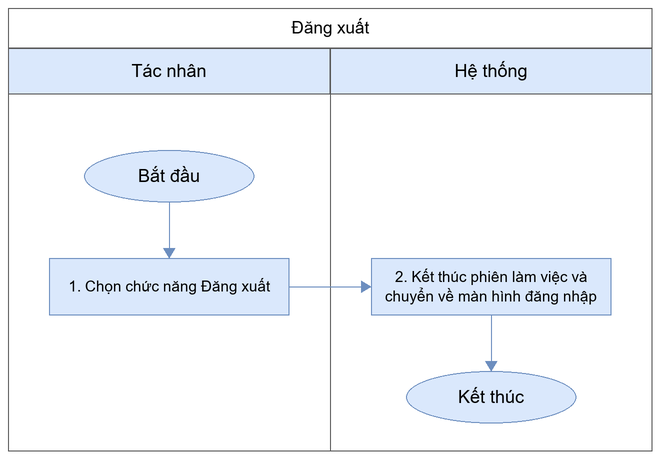 Đăng xuất
Tác nhân
Hệ thống
Bắt đầu
1. Chọn chức năng Đăng xuất
2. Kết thúc phiên làm việc và
chuyển về màn hình đăng nhập
Kết thúc